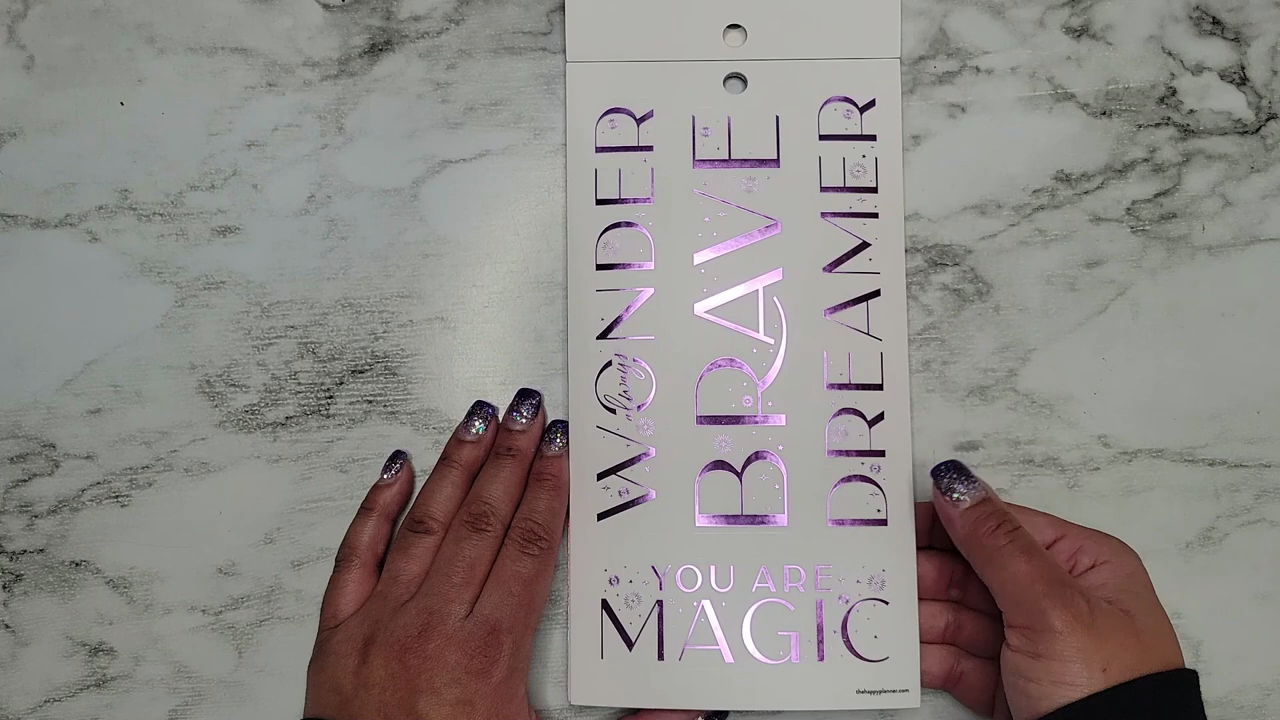 WONDER
always
BRAVE
DREAMER
YOU ARE
MAGIC
thehappyplanner.com